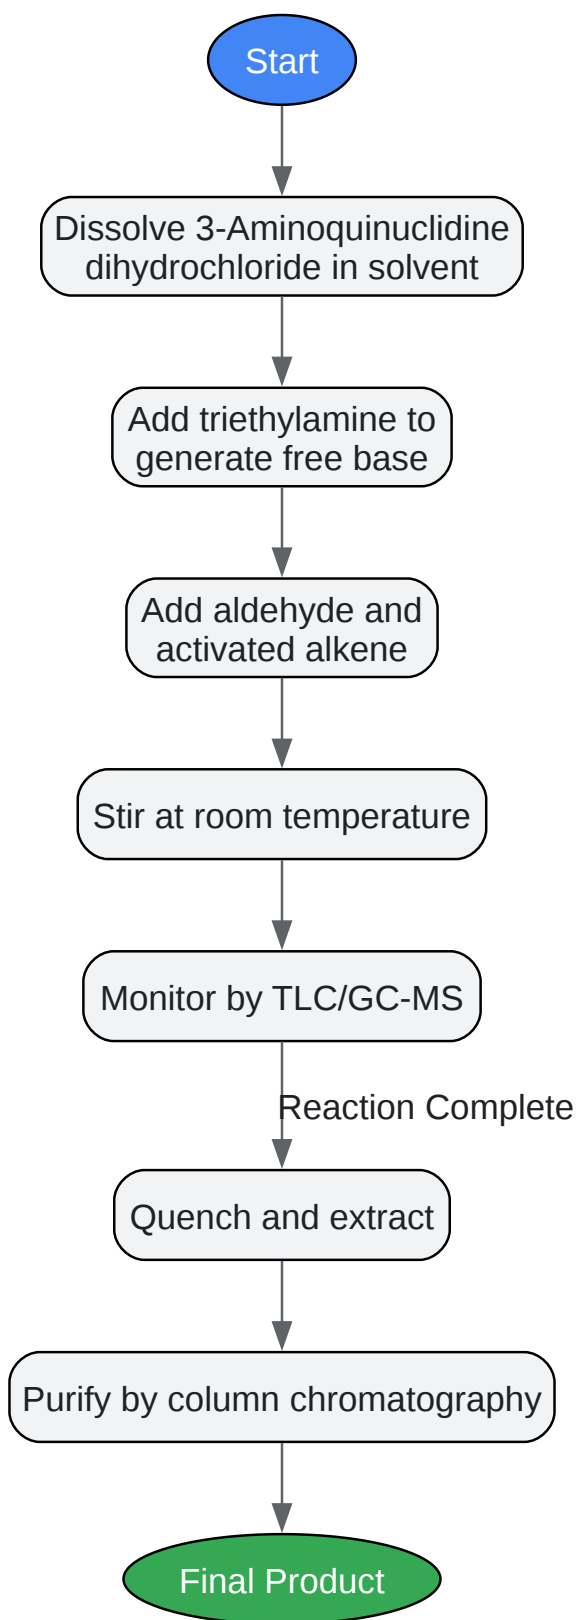 Start
Dissolve 3-Aminoquinuclidine
dihydrochloride in solvent
Add triethylamine to
generate free base
Add aldehyde and
activated alkene
Stir at room temperature
Monitor by TLC/GC-MS
Reaction Complete
Quench and extract
Purify by column chromatography
Final Product